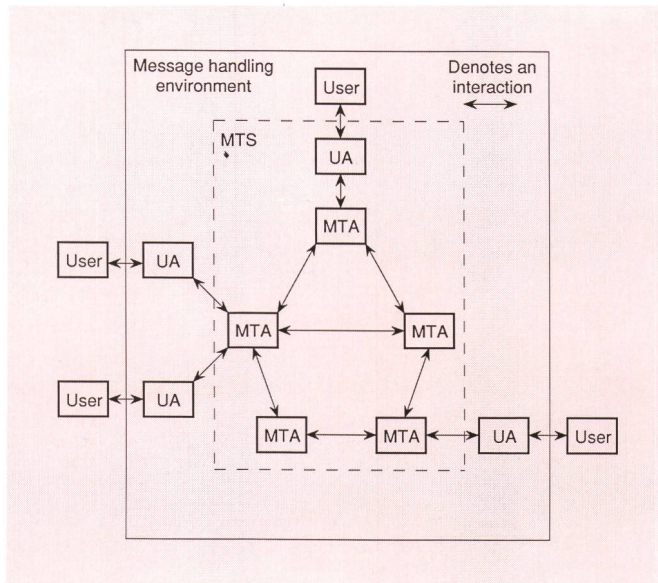 Message handling
environment
Denotes an
interaction
User
MTS
UA
MTA
User
UA
MTA
MTA
User
UA
MTA
MTA
UA
User